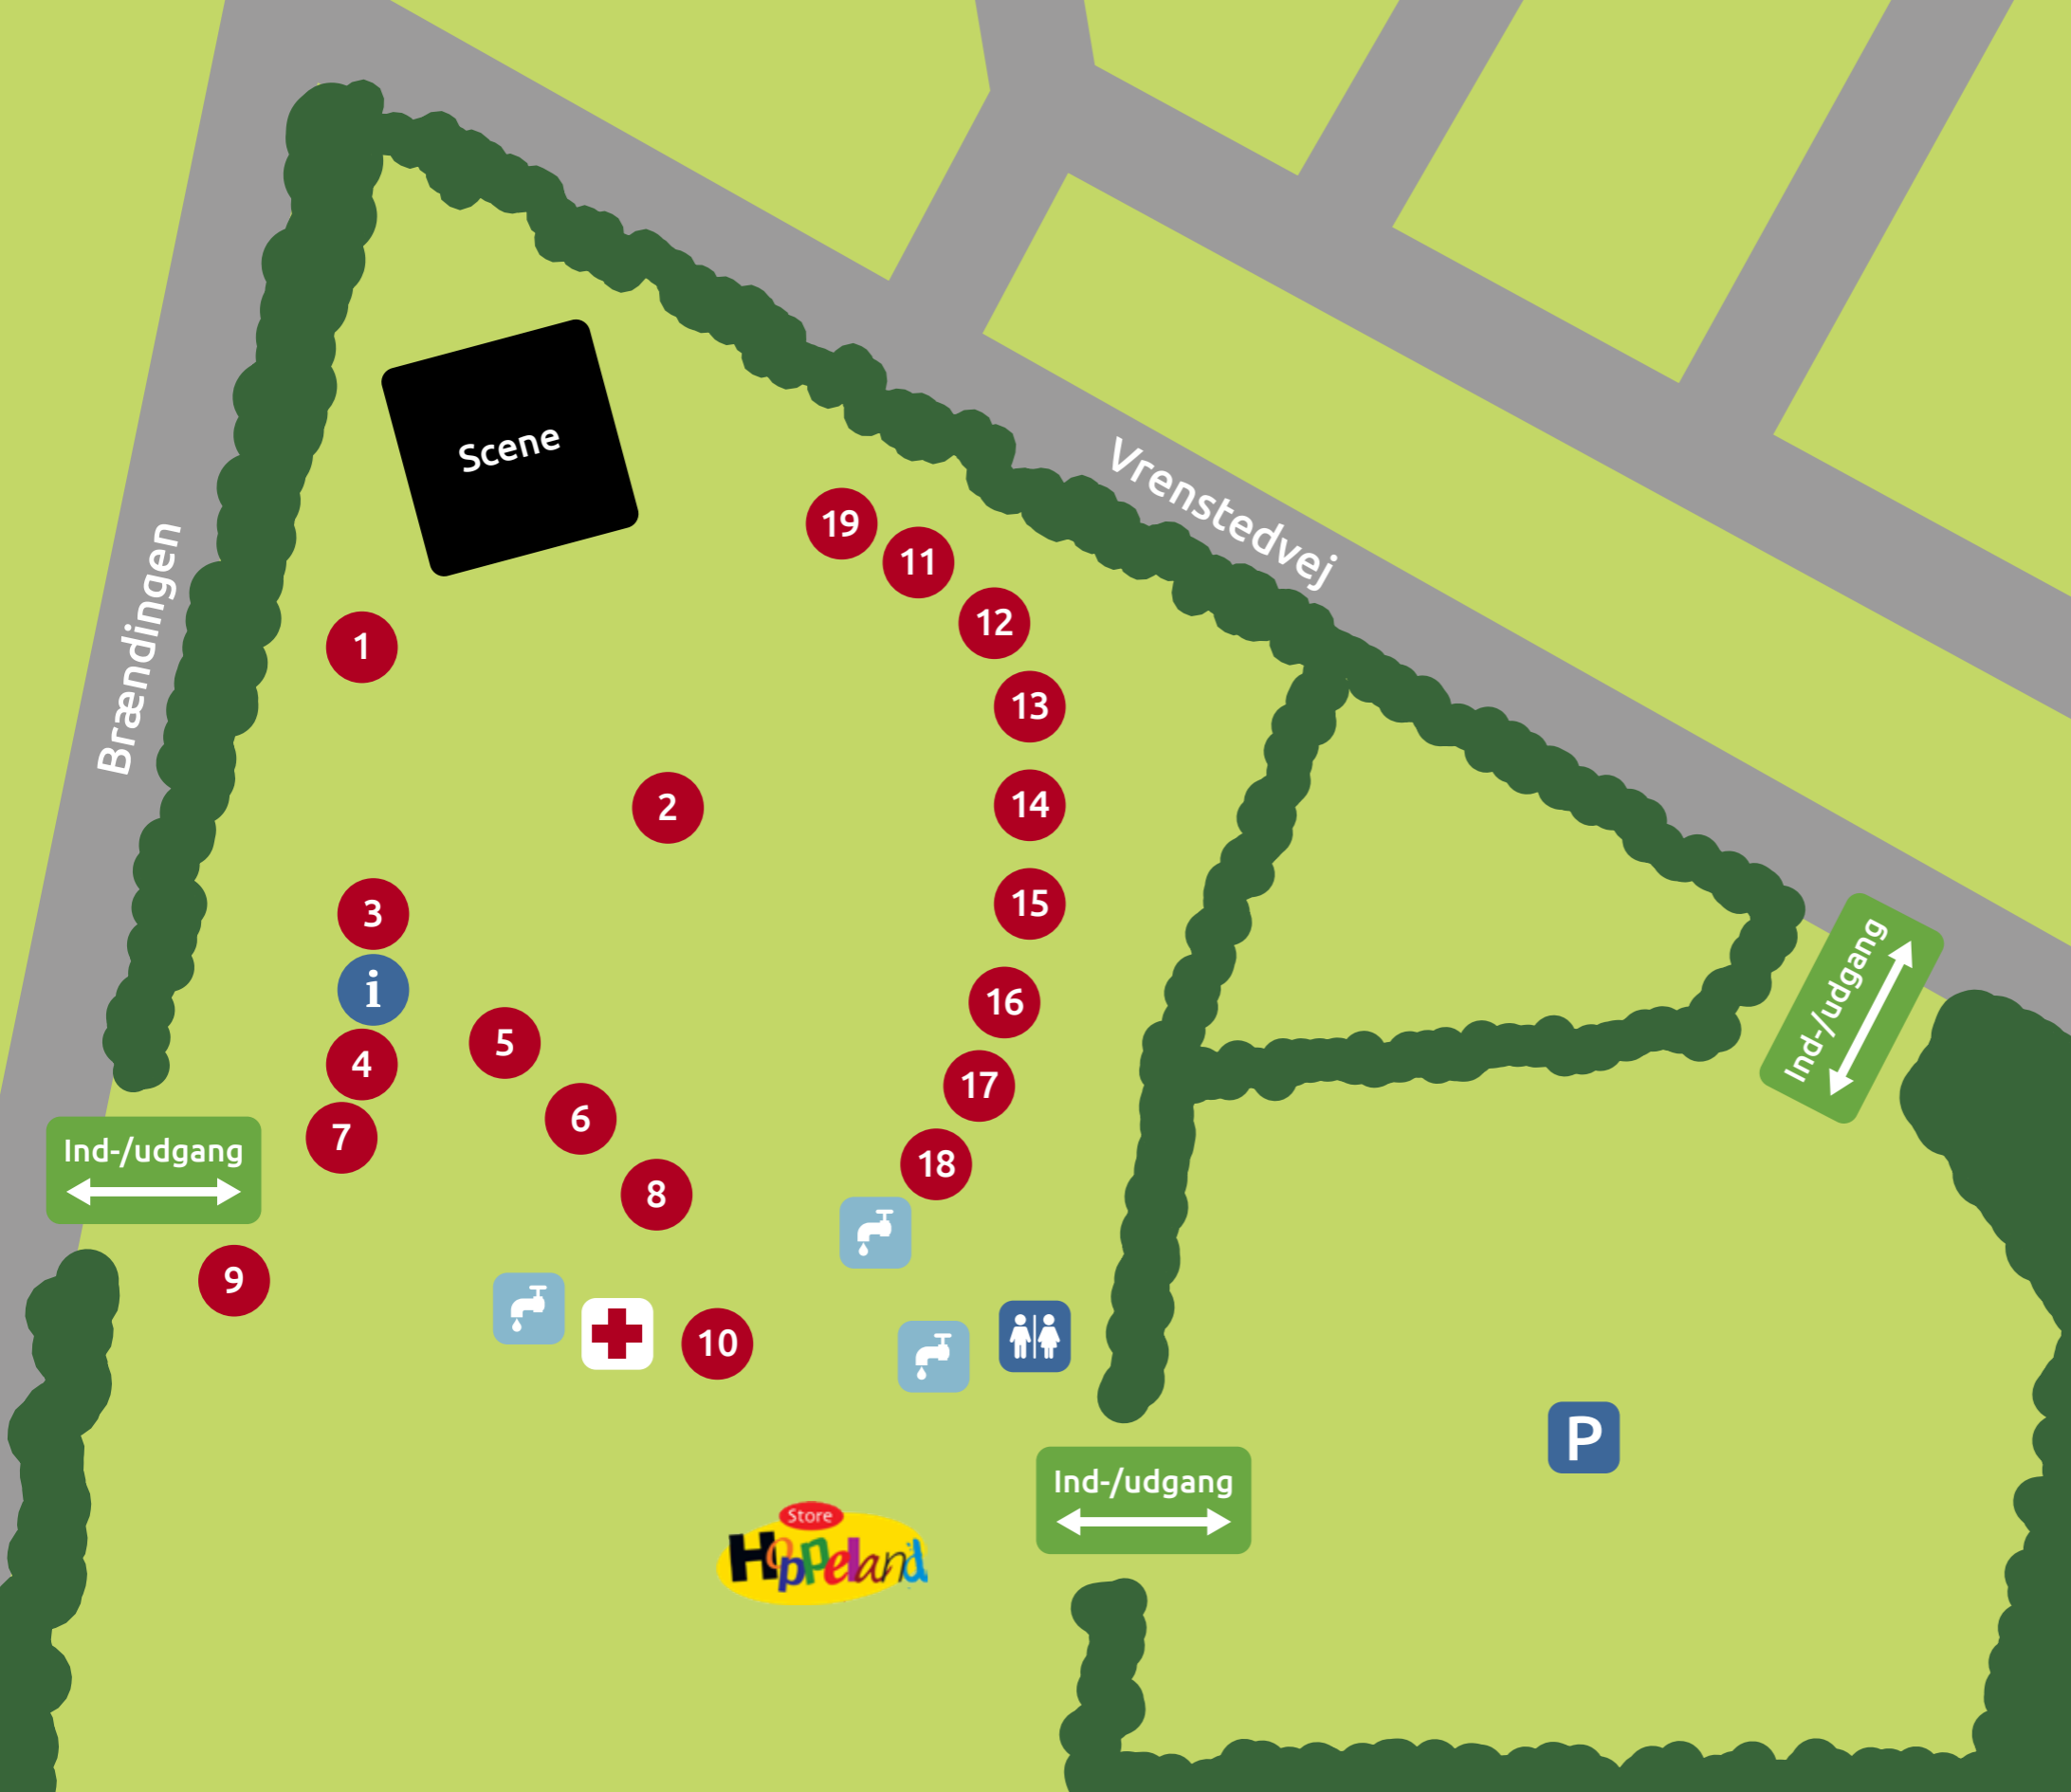 Scene
Vrenstedvej
Brændingen
19
11
12
1
13
2
14
3
15
i
16
5
4
17
6
7
18
8
Ind-/udgang
Ind-/udgang
9
10
P
Ind-/udgang
Store
Hoppeland